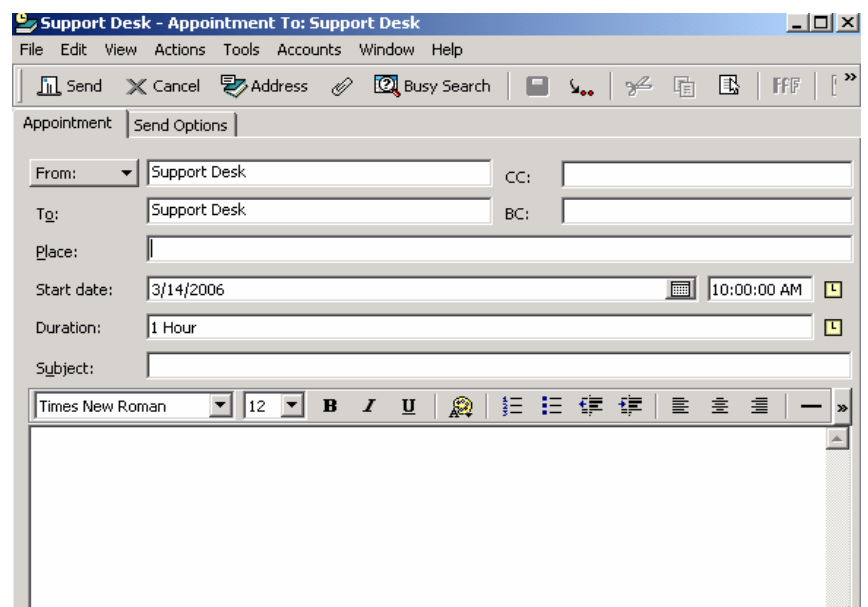 Support Desk - Appointment To: Support Desk
File Edit View Actions Tools Accounts Window Help
Send Cancel Address Busy Search
Appointment Send Options
From: Support Desk CC:
To: Support Desk BC:
Place:
Start date: 3/14/2006 10:00:00 AM
Duration: 1 Hour
Subject:
Times New Roman 12 B I U